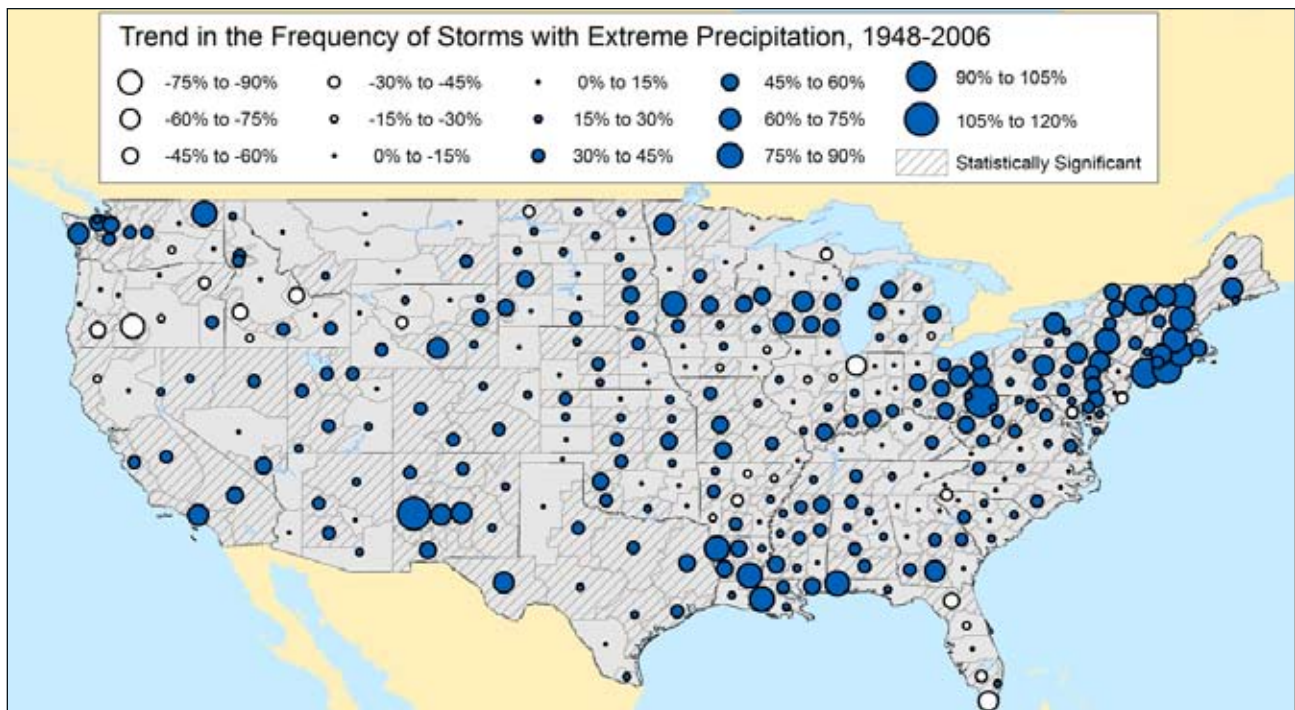 Trend in the Frequency of Storms with Extreme Precipitation, 1948-2006
-75% to -90%
-60% to -75%
-45% to -60%
-30% to -45%
-15% to -30%
0% to -15%
0% to 15%
15% to 30%
30% to 45%
45% to 60%
60% to 75%
75% to 90%
90% to 105%
105% to 120%
Statistically Significant